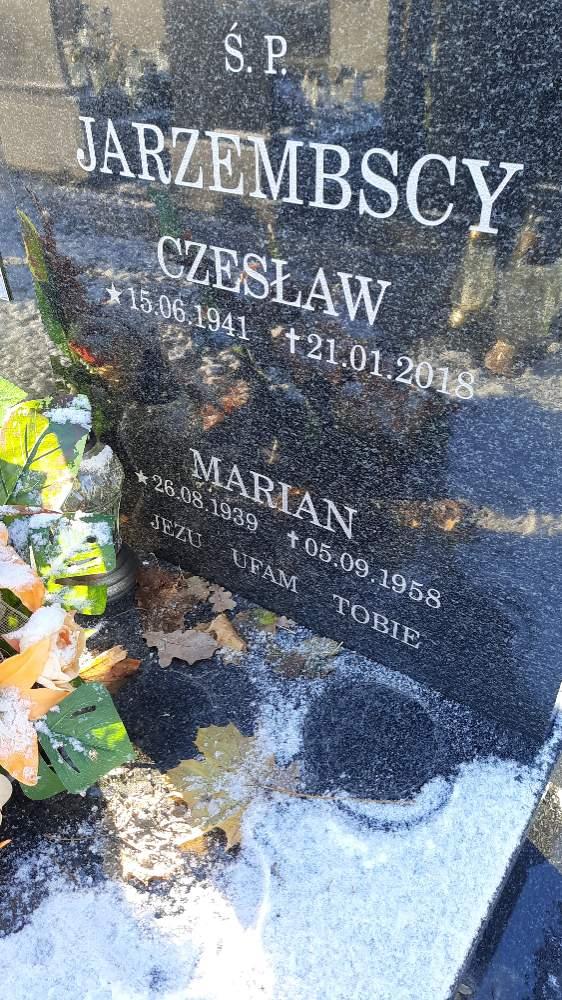 Ś. P.
JARZEMBSCY
CZESŁAW
★ 15.06.1941 ✝ 21.01.2018
MARIAN
★ 26.08.1939 ✝ 05.09.1958
JEZU UFAM TOBIE